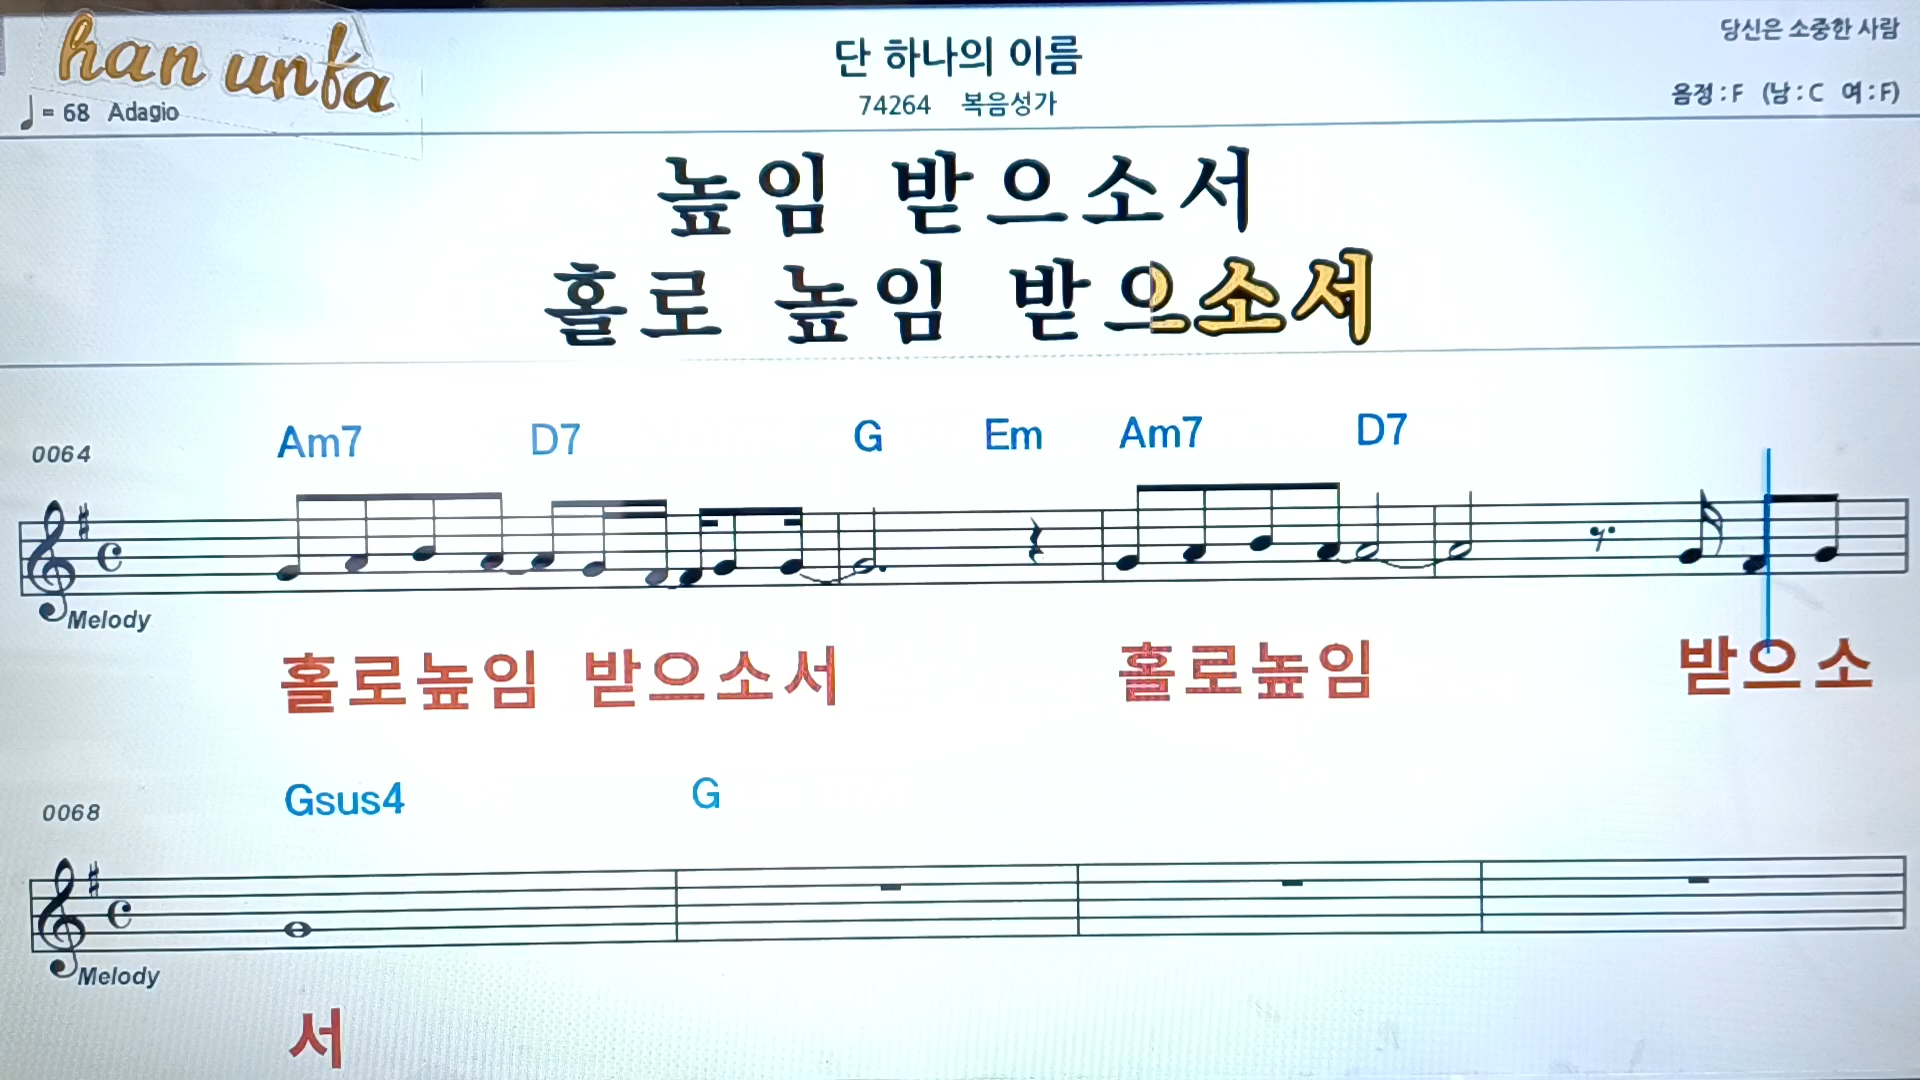 han unfa
단 하나의 이름
당신은 소중한 사람
♩= 68 Adagio
74264 복음성가
음정 : F (남 : C 여 : F)
높임 받으소서
홀로 높임 받으소서
Am7 D7 G Em Am7 D7
0064
Melody
홀로높임 받으소서 홀로높임 받으소
Gsus4 G
0068
Melody
서